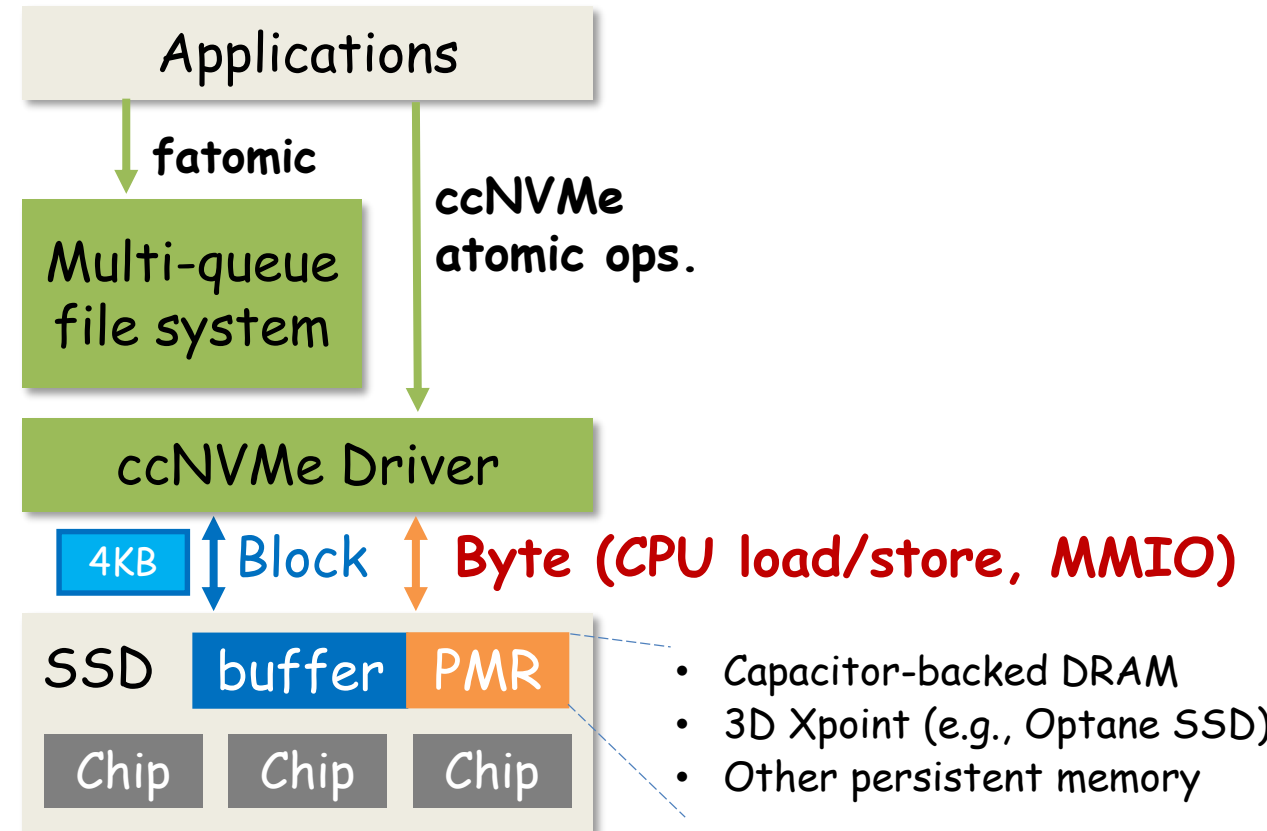 Applications
fatomic
ccNVMe
atomic ops.
Multi-queue
file system
ccNVMe Driver
4KB
Block
Byte (CPU load/store, MMIO)
SSD
buffer
PMR
Chip
Chip
Chip
• Capacitor-backed DRAM
• 3D Xpoint (e.g., Optane SSD)
• Other persistent memory